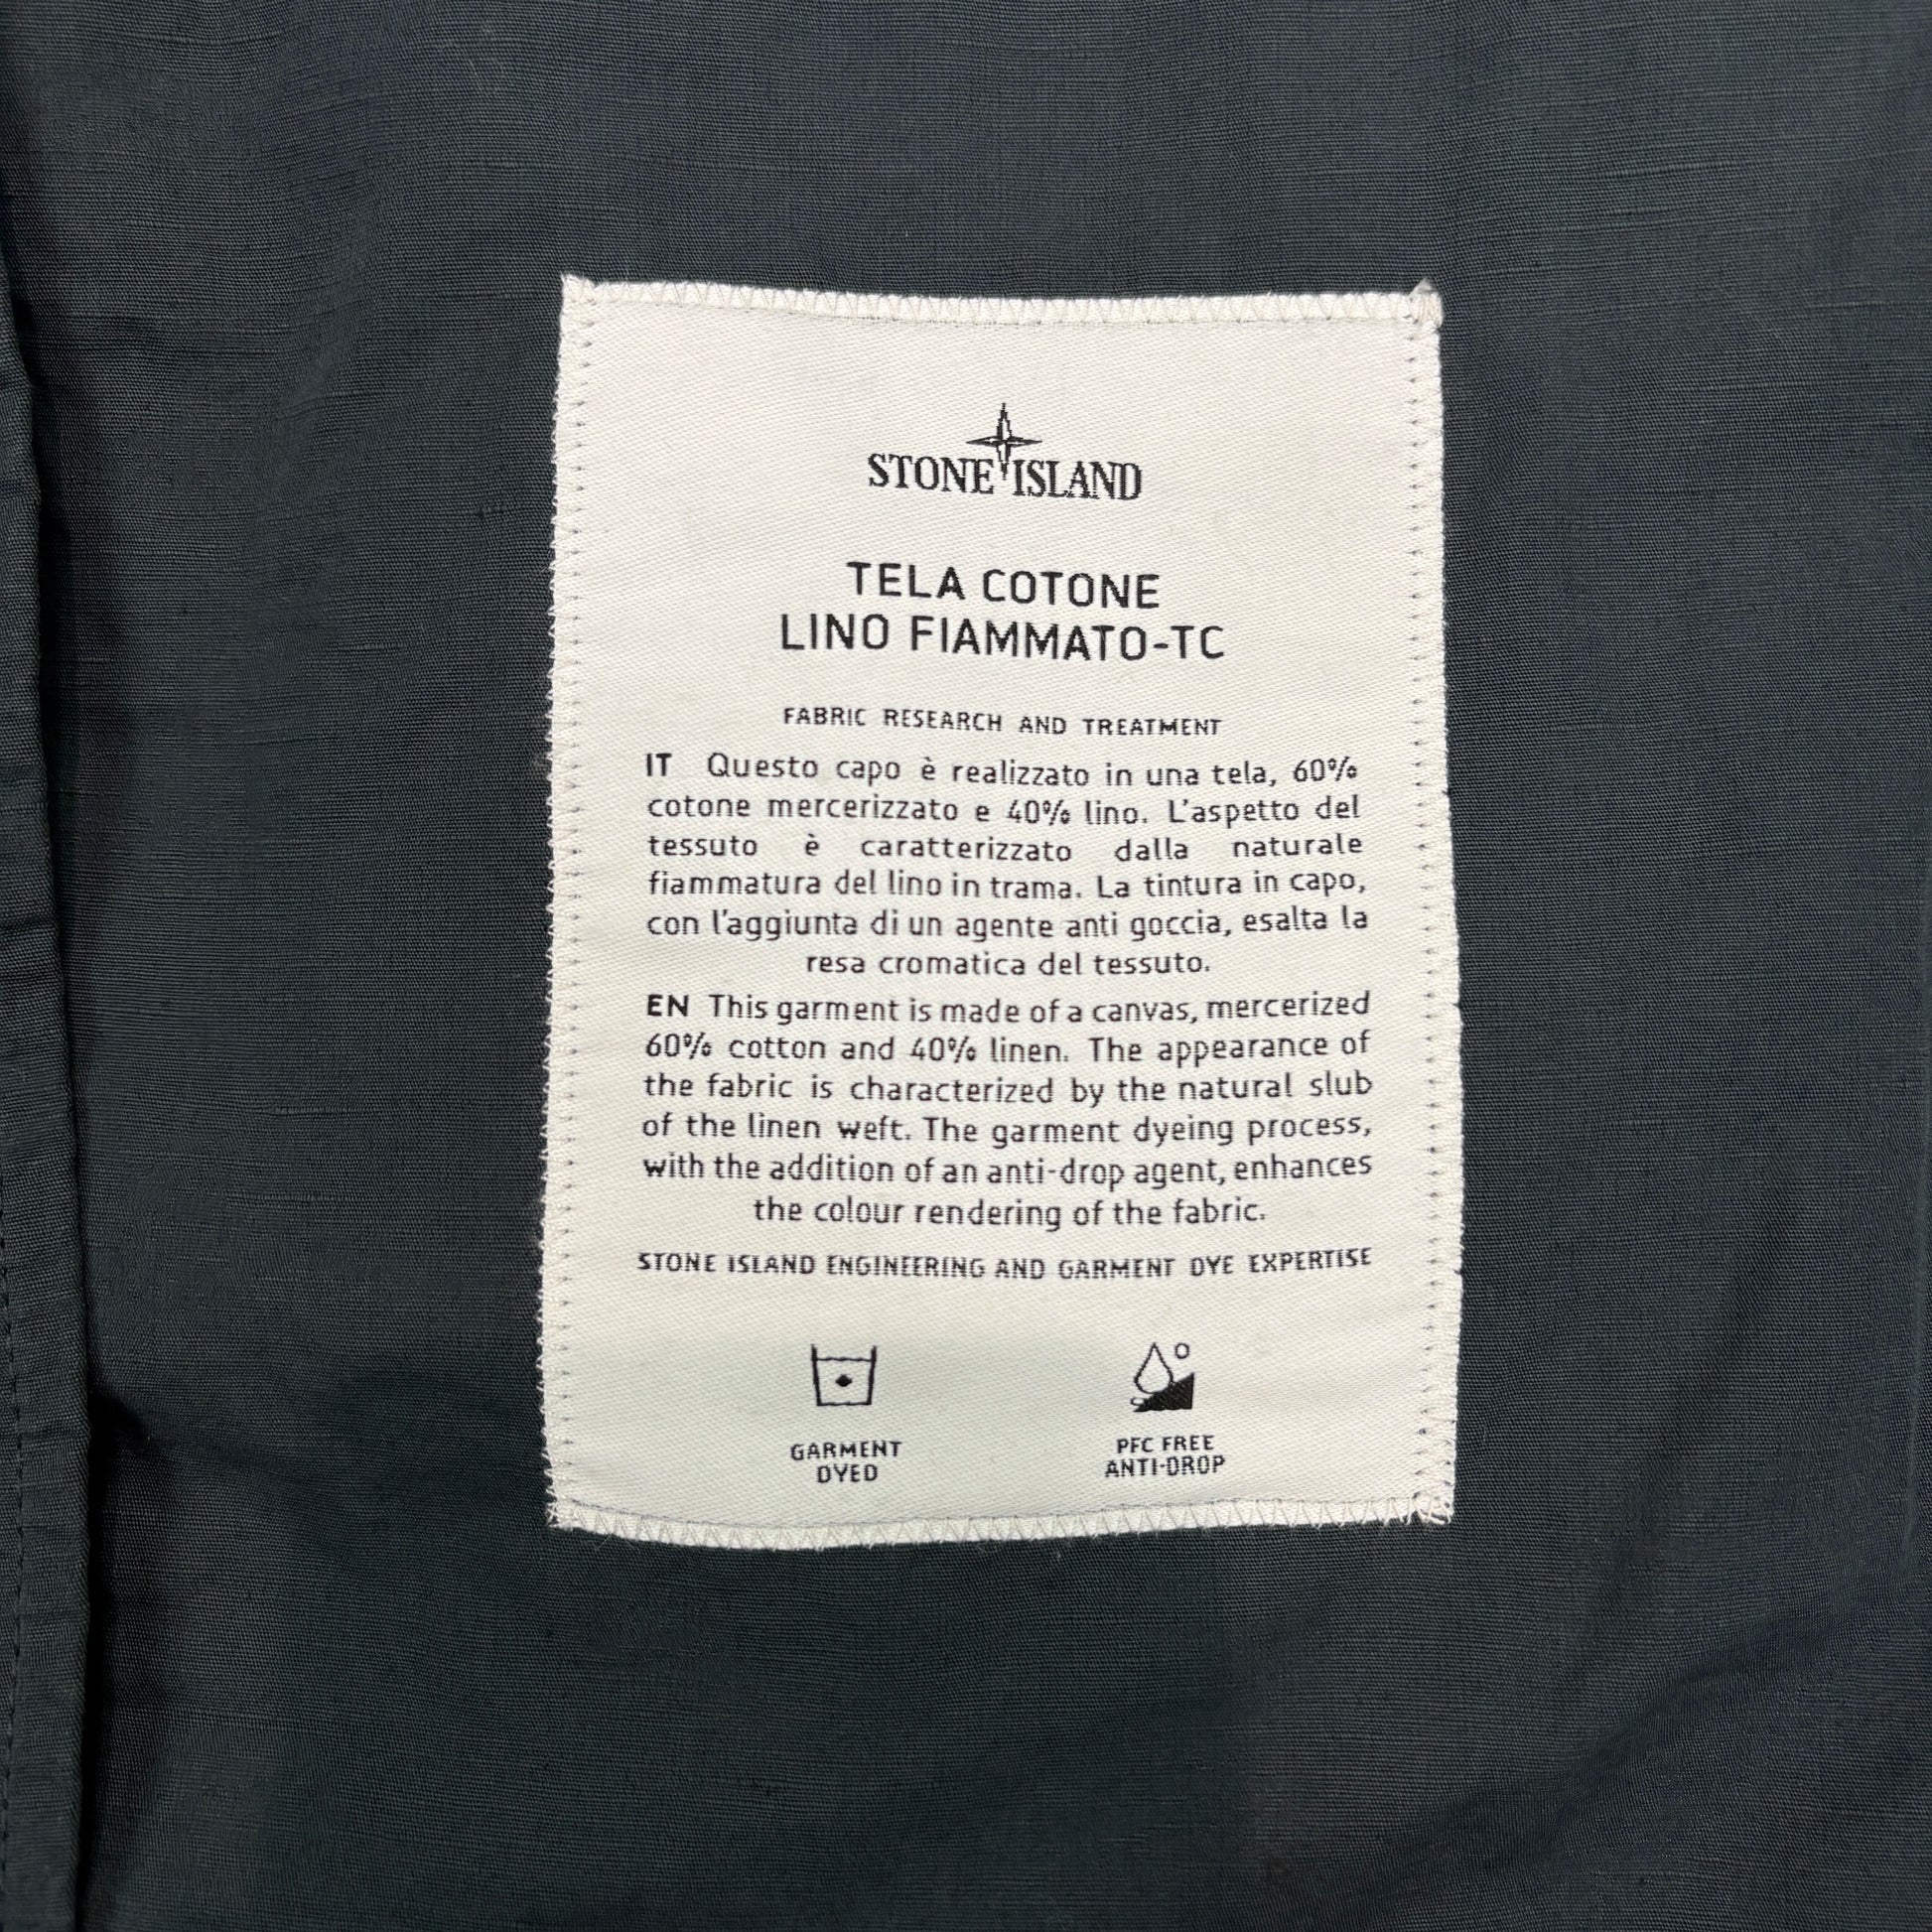 STONE ISLAND
TELA COTONE
LINO FIAMMATO-TC
FABRIC RESEARCH AND TREATMENT
IT Questo capo è realizzato in una tela, 60%
cotone mercerizzato e 40% lino. L'aspetto del
tessuto è caratterizzato dalla naturale
fiammatura del lino in trama. La tintura in capo,
con l'aggiunta di un agente anti goccia, esalta la
resa cromatica del tessuto.
EN This garment is made of a canvas, mercerized
60% cotton and 40% linen. The appearance of
the fabric is characterized by the natural slub
of the linen weft. The garment dyeing process,
with the addition of an anti-drop agent, enhances
the colour rendering of the fabric.
STONE ISLAND ENGINEERING AND GARMENT DYE EXPERTISE
GARMENT
DYED
PFC FREE
ANTI-DROP